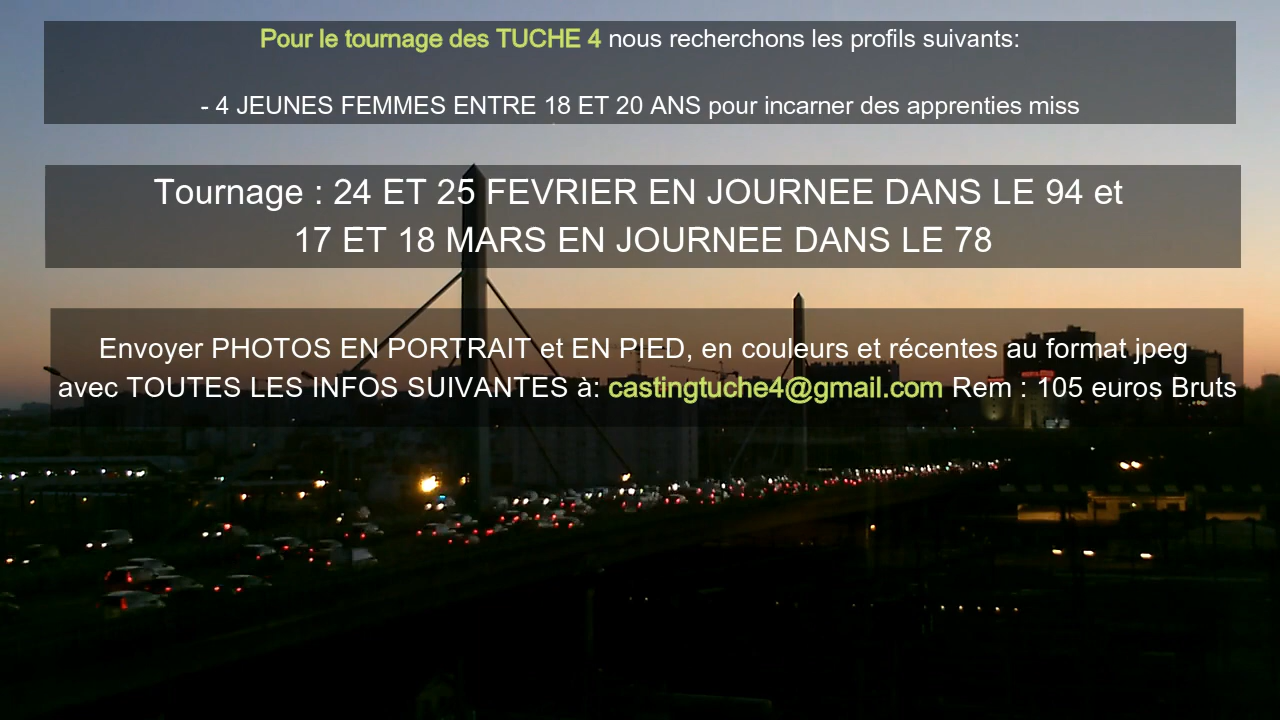 Pour le tournage des TUCHE 4 nous recherchons les profils suivants:
- 4 JEUNES FEMMES ENTRE 18 ET 20 ANS pour incarner des apprenties miss
Tournage : 24 ET 25 FEVRIER EN JOURNEE DANS LE 94 et
17 ET 18 MARS EN JOURNEE DANS LE 78
Envoyer PHOTOS EN PORTRAIT et EN PIED, en couleurs et récentes au format jpeg
avec TOUTES LES INFOS SUIVANTES à: castingtuche4@gmail.com Rem : 105 euros Bruts